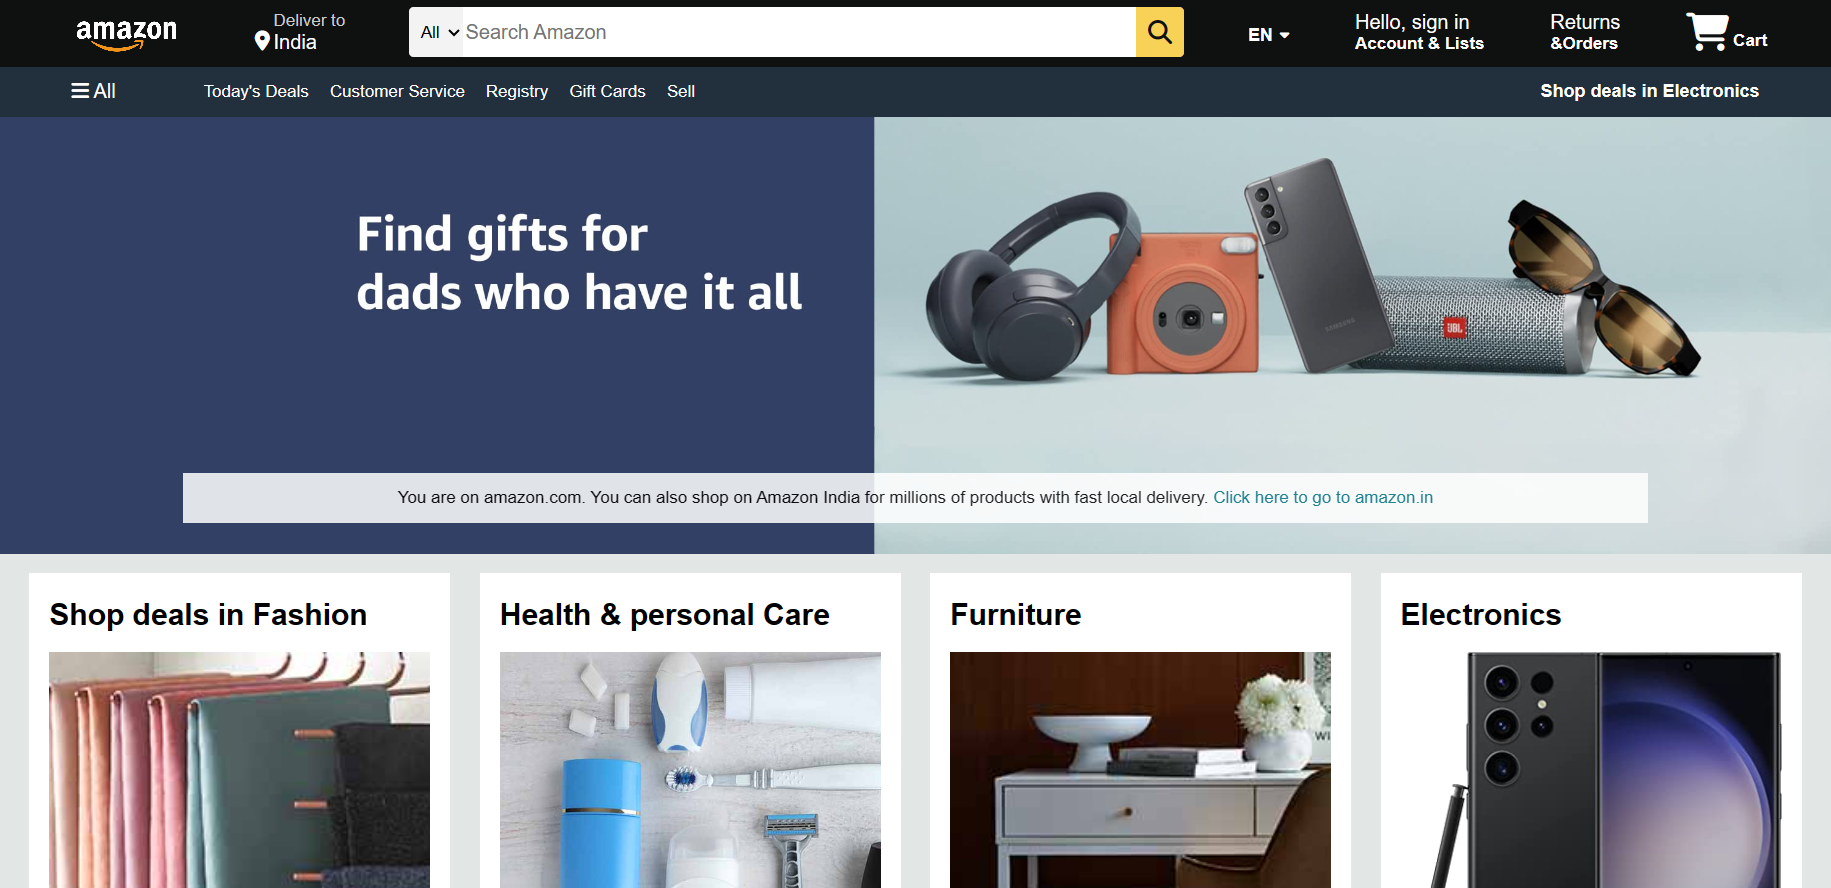 amazon
Deliver to
India
All
Search Amazon
EN
Hello, sign in
Account & Lists
Returns
&Orders
Cart
All
Today's Deals
Customer Service
Registry
Gift Cards
Sell
Shop deals in Electronics
Find gifts for
dads who have it all
SAMSUNG
JBL
You are on amazon.com. You can also shop on Amazon India for millions of products with fast local delivery. Click here to go to amazon.in
Shop deals in Fashion
Health & personal Care
Furniture
Electronics
WI